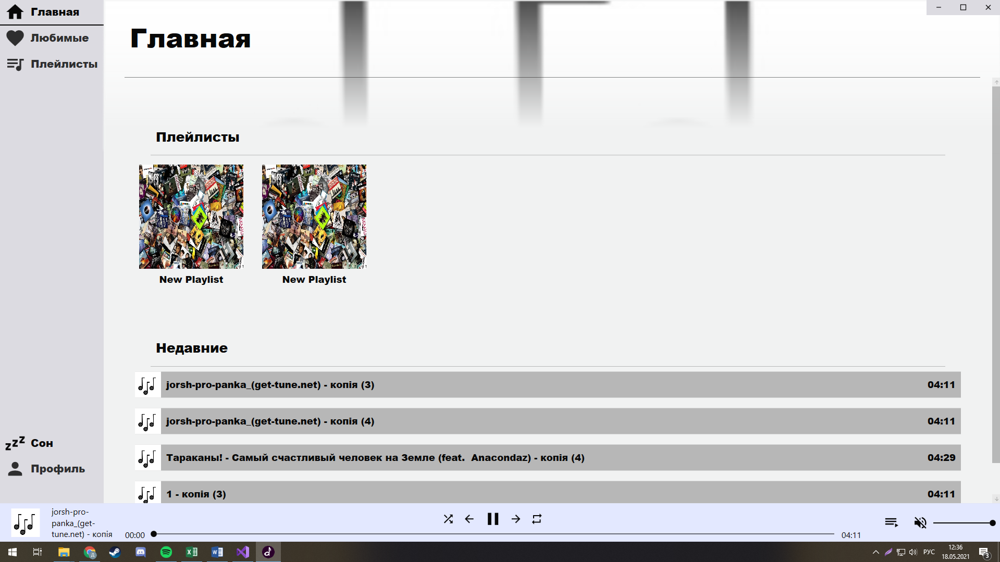 Главная
Любимые
Плейлисты
Главная
Плейлисты
New Playlist
New Playlist
Недавние
jorsh-pro-panka_(get-tune.net) - копія (3) 04:11
jorsh-pro-panka_(get-tune.net) - копія (4) 04:11
Тараканы! - Самый счастливый человек на Земле (feat.  Anacondaz) - копія (4) 04:29
1 - копія (3) 04:11
zzz Сон
Профиль
jorsh-pro-
panka_(get-
tune.net) - копія
00:00
04:11
РУС
12:36
18.05.2021
3